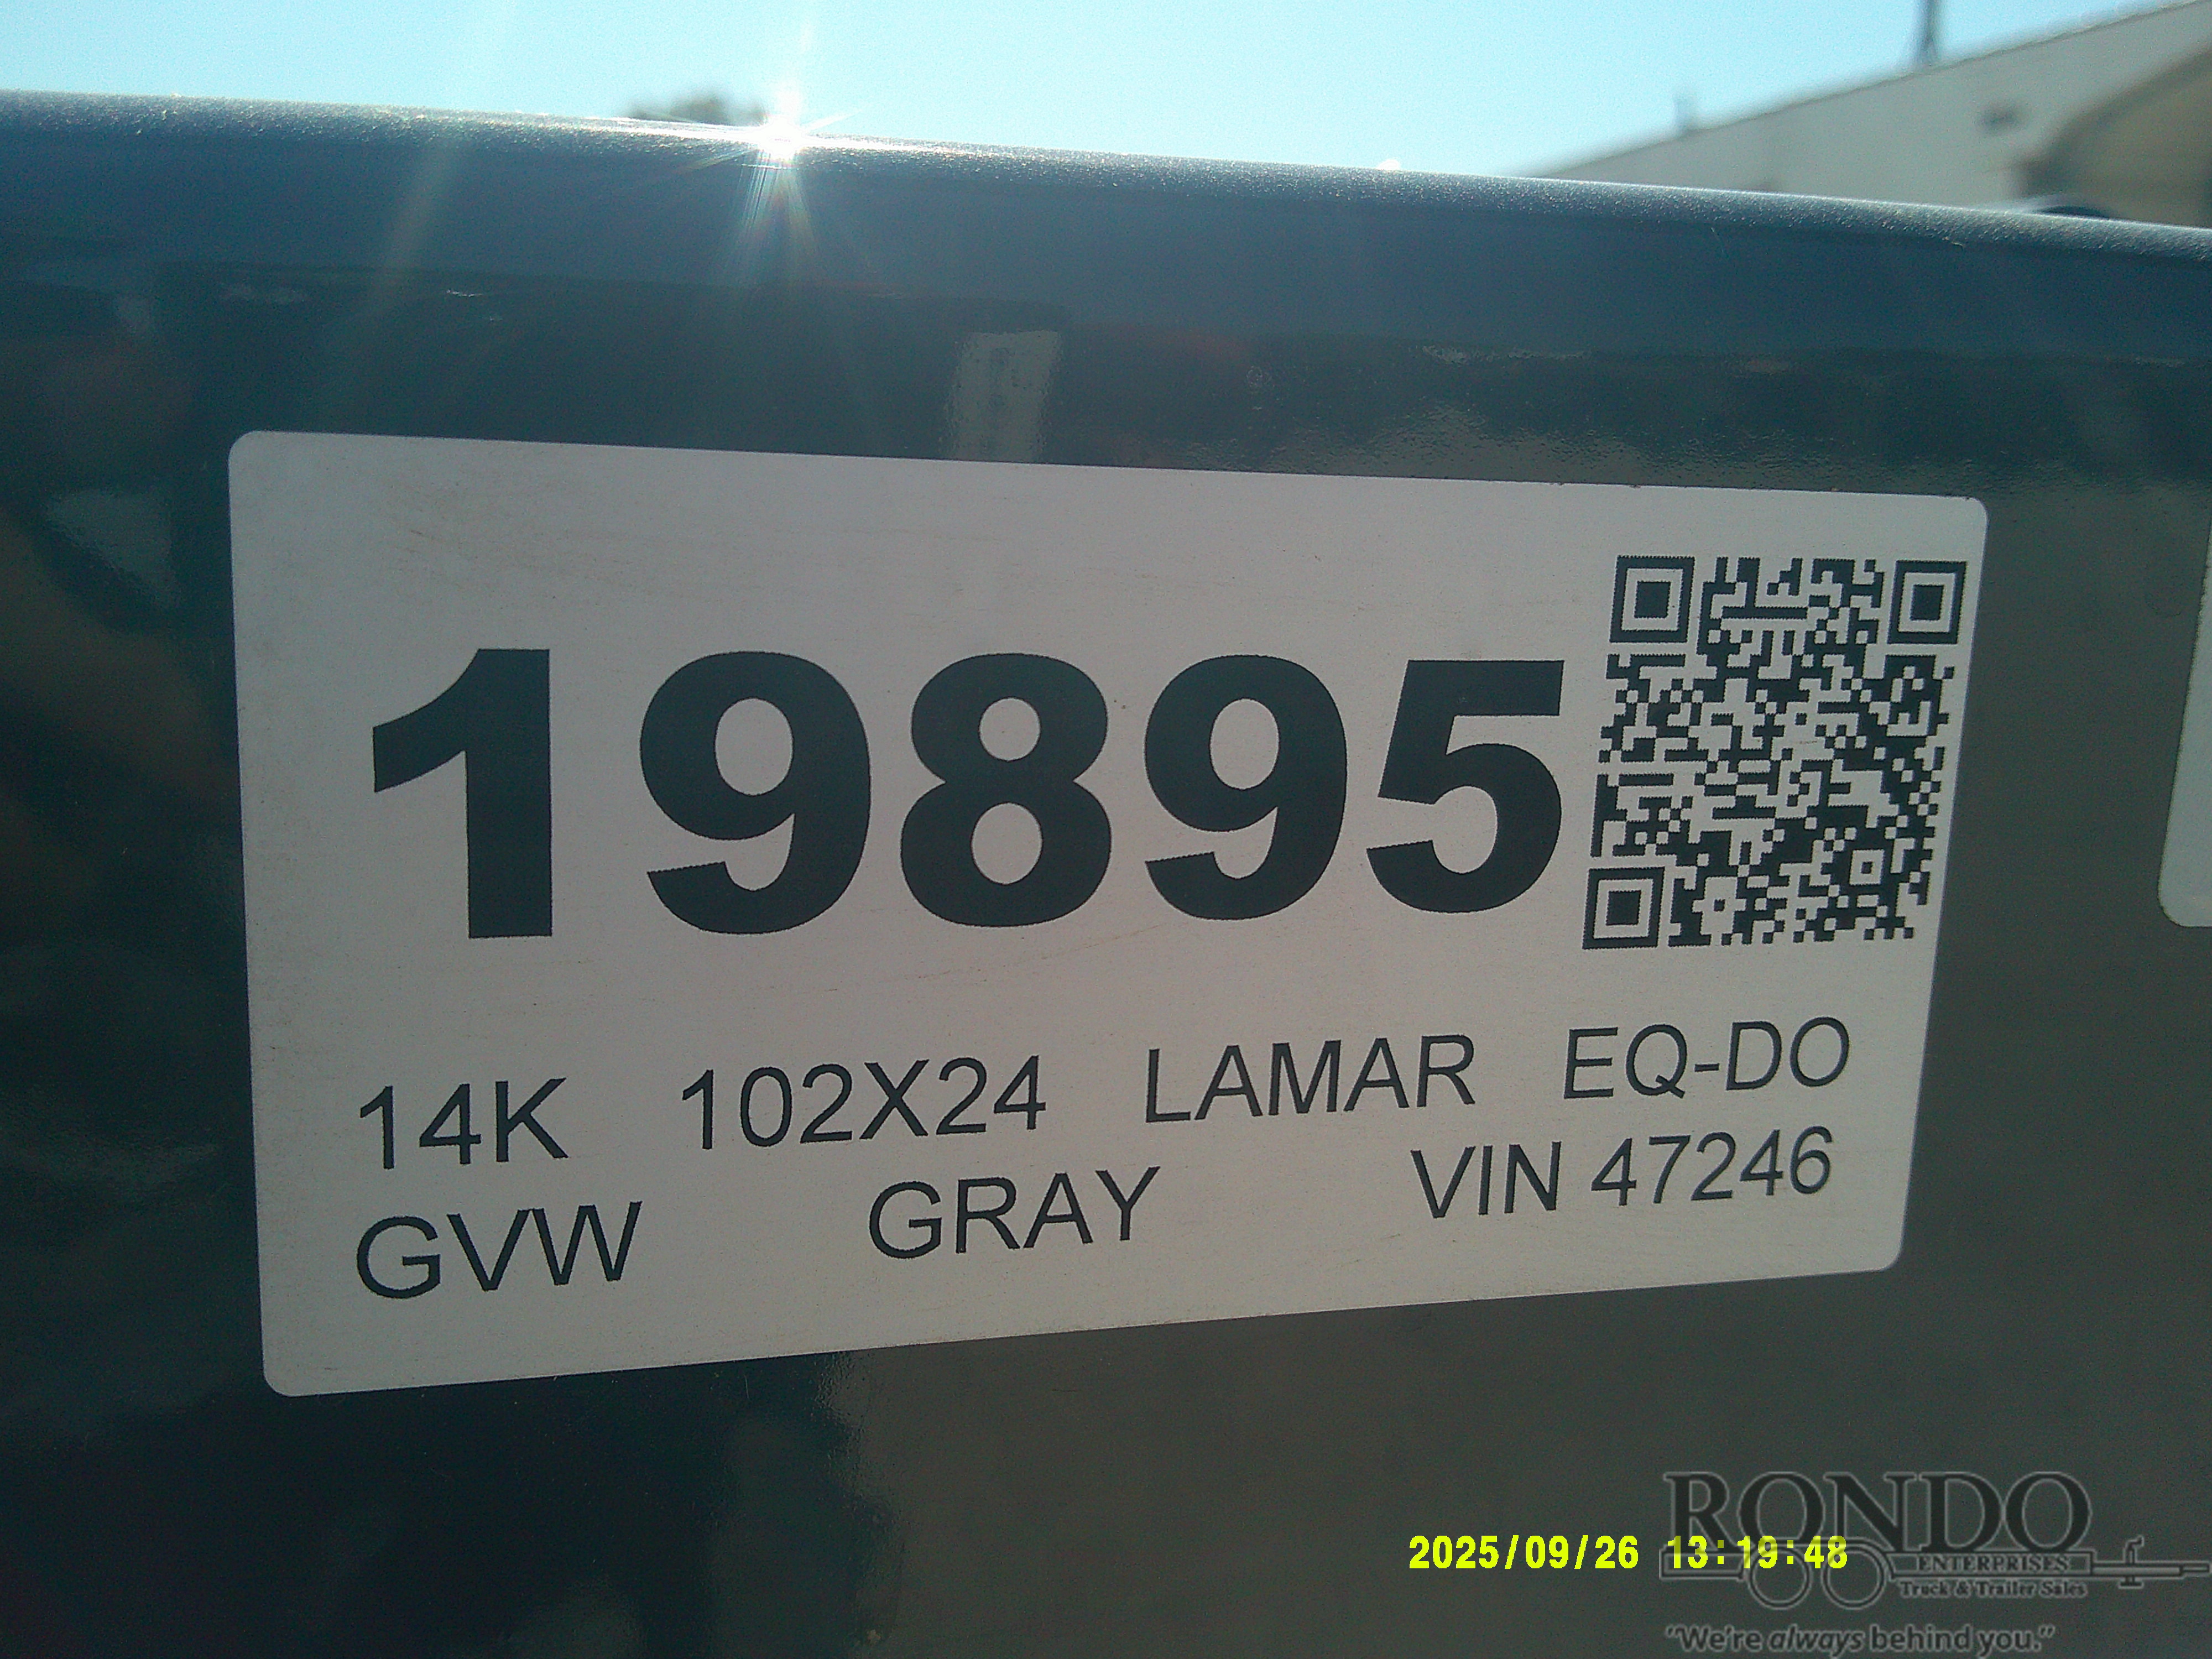 19895
14K 102X24 LAMAR EQ-DO
GVW GRAY VIN 47246
2025/09/26 13:19:48
RONDO
ENTERPRISES
Truck & Trailer Sales
"We're always behind you."